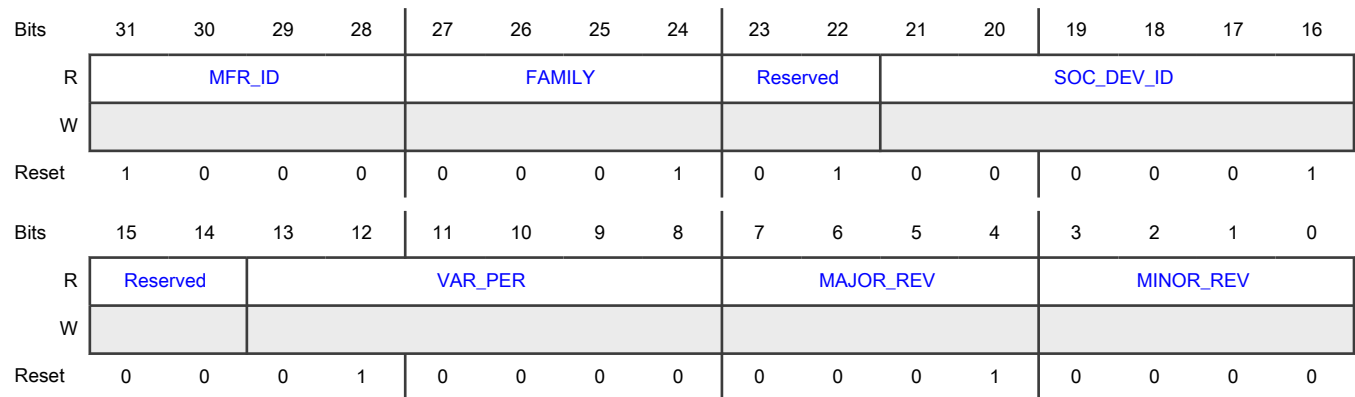 Bits 31 30 29 28 27 26 25 24 23 22 21 20 19 18 17 16
R MFR_ID FAMILY Reserved SOC_DEV_ID
W
Reset 1 0 0 0 0 0 0 1 0 1 0 0 0 0 0 1
Bits 15 14 13 12 11 10 9 8 7 6 5 4 3 2 1 0
R Reserved VAR_PER MAJOR_REV MINOR_REV
W
Reset 0 0 0 1 0 0 0 0 0 0 0 1 0 0 0 0